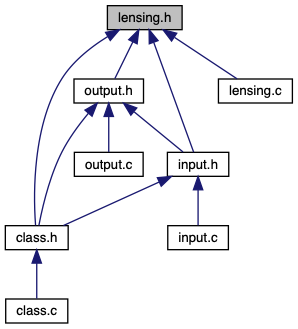 lensing.h
output.h
lensing.c
output.c
input.h
class.h
input.c
class.c